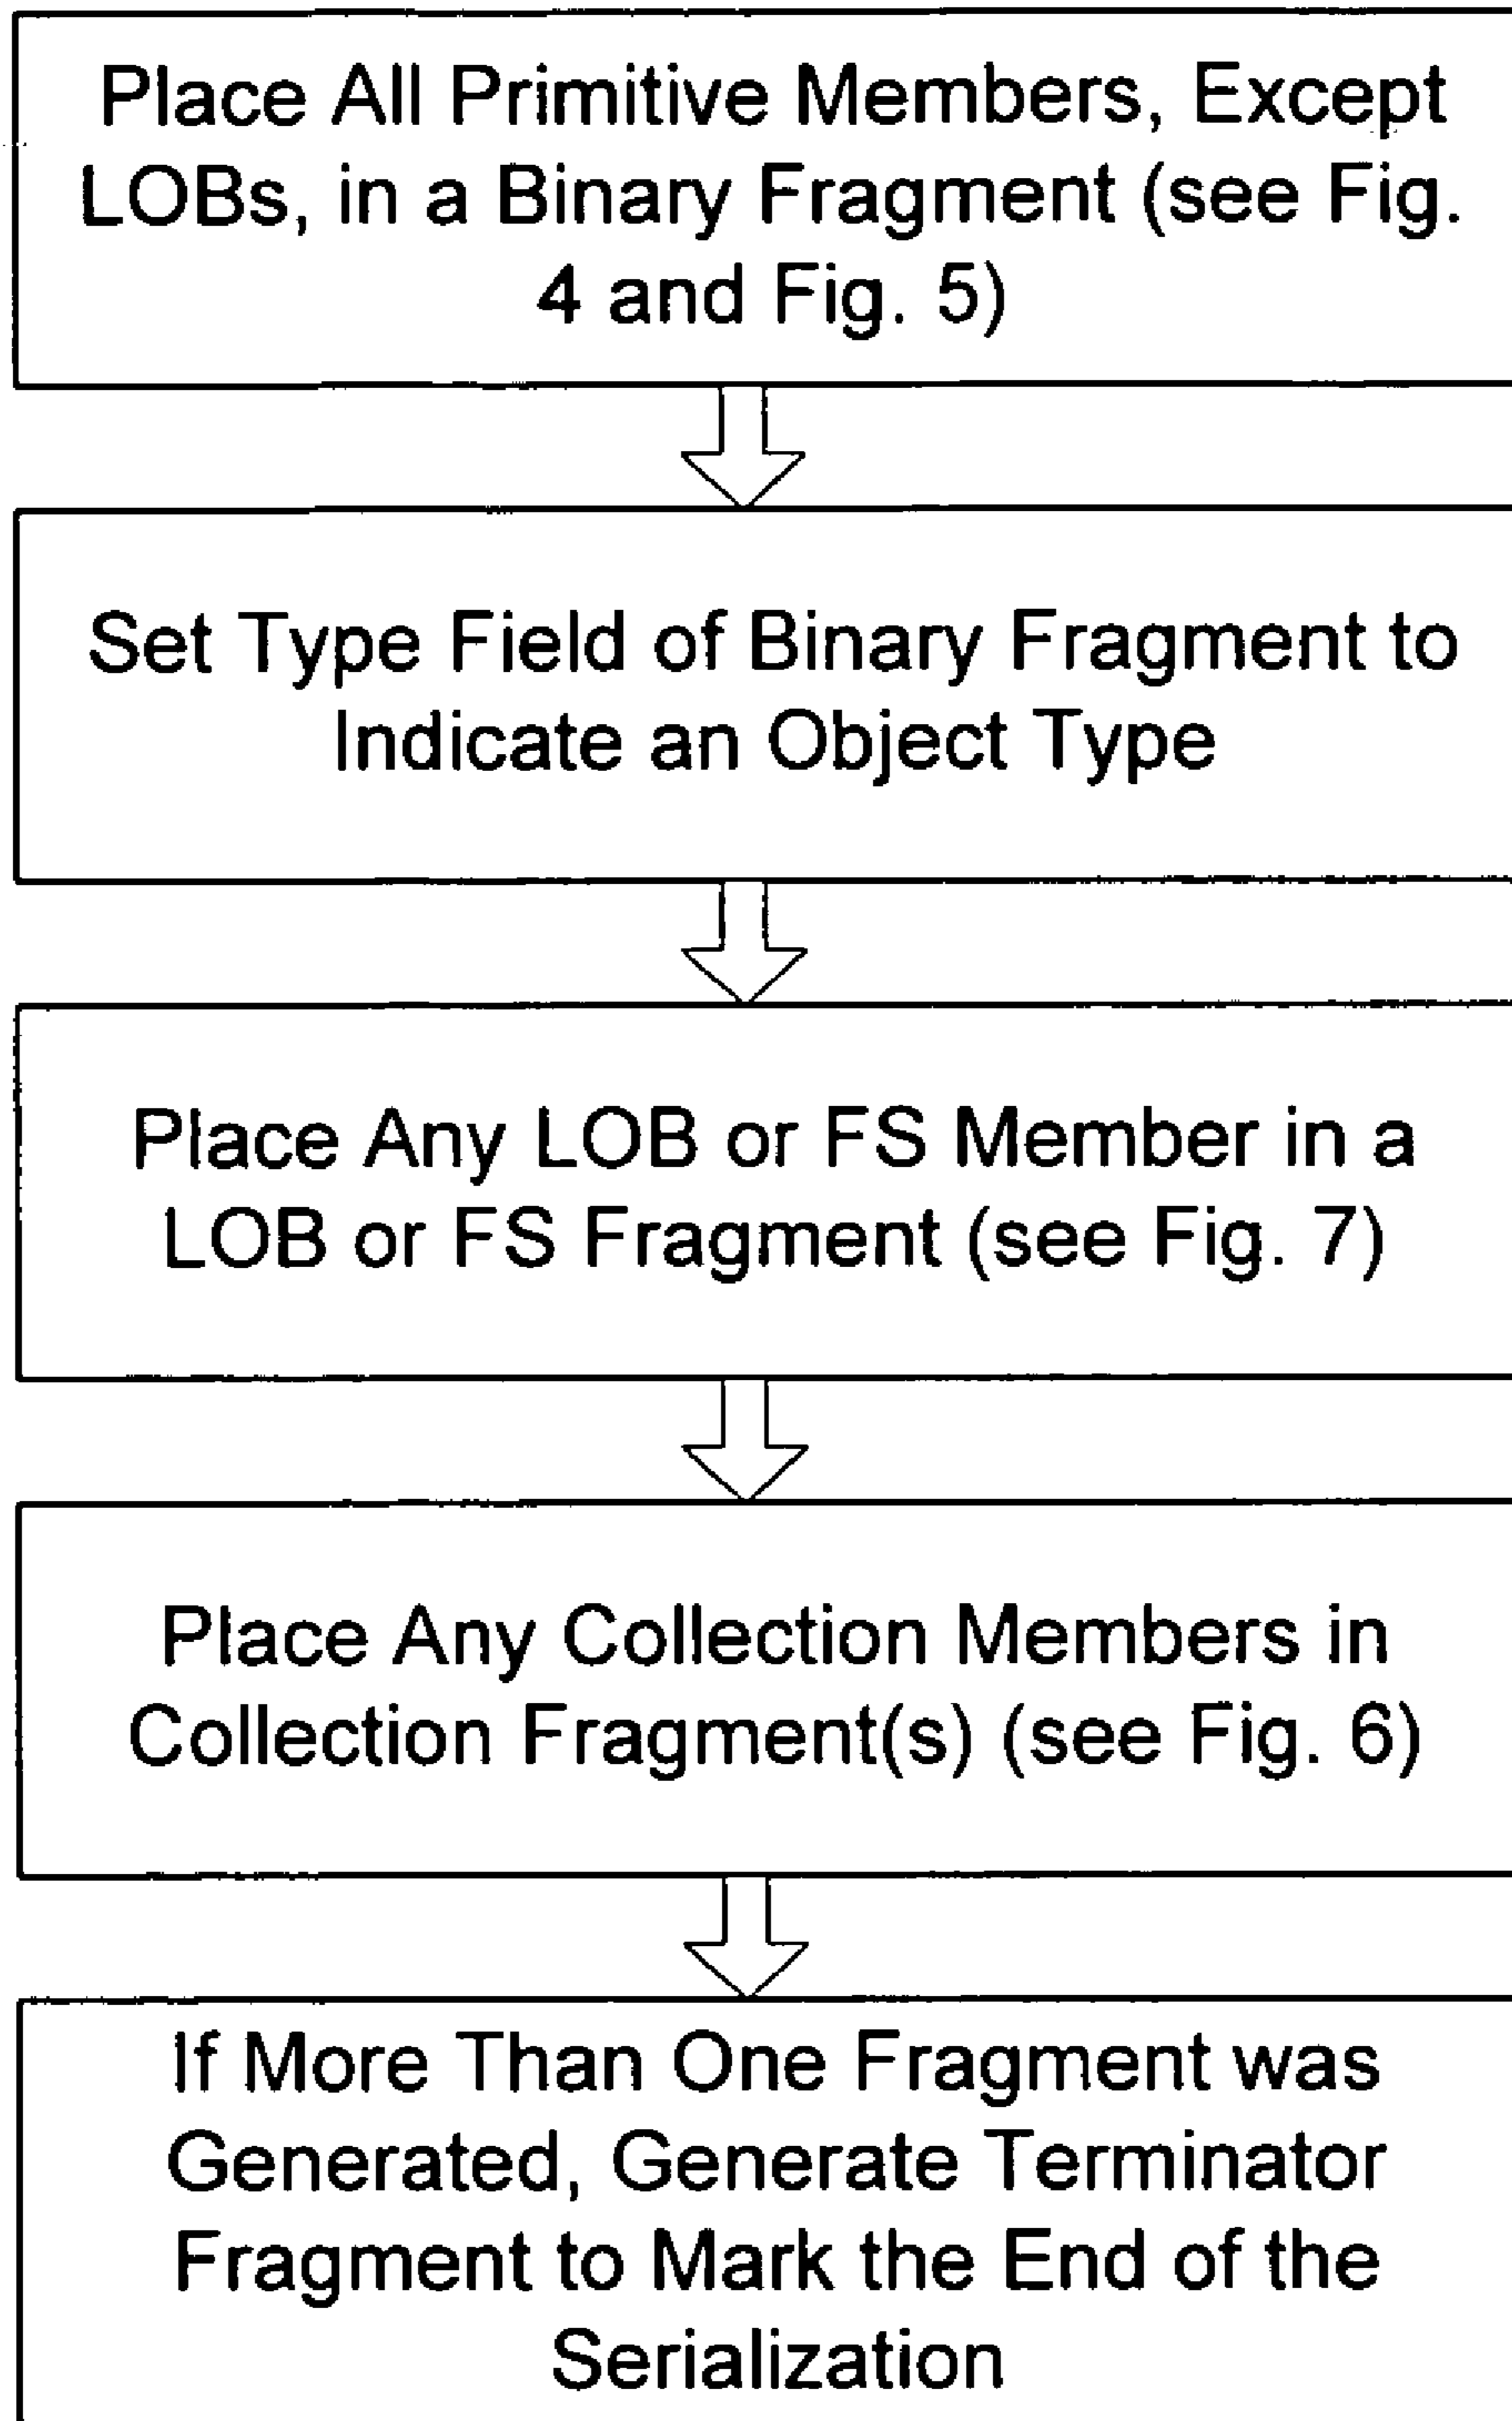 Place All Primitive Members, Except
LOBs, in a Binary Fragment (see Fig.
4 and Fig. 5)
Set Type Field of Binary Fragment to
Indicate an Object Type
Place Any LOB or FS Member in a
LOB or FS Fragment (see Fig. 7)
Place Any Collection Members in
Collection Fragment(s) (see Fig. 6)
If More Than One Fragment was
Generated, Generate Terminator
Fragment to Mark the End of the
Serialization